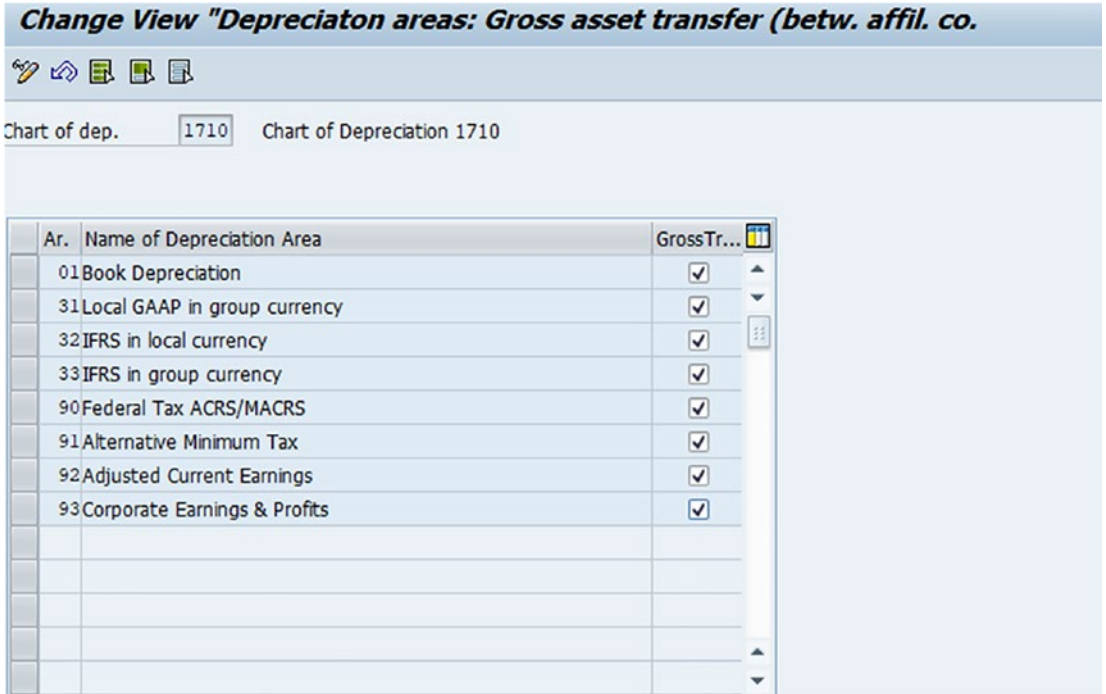 Change View "Depreciaton areas: Gross asset transfer (betw. affil. co.
Chart of dep. 1710 Chart of Depreciation 1710
Ar. Name of Depreciation Area GrossTr...
01 Book Depreciation
31 Local GAAP in group currency
32 IFRS in local currency
33 IFRS in group currency
90 Federal Tax ACRS/MACRS
91 Alternative Minimum Tax
92 Adjusted Current Earnings
93 Corporate Earnings & Profits